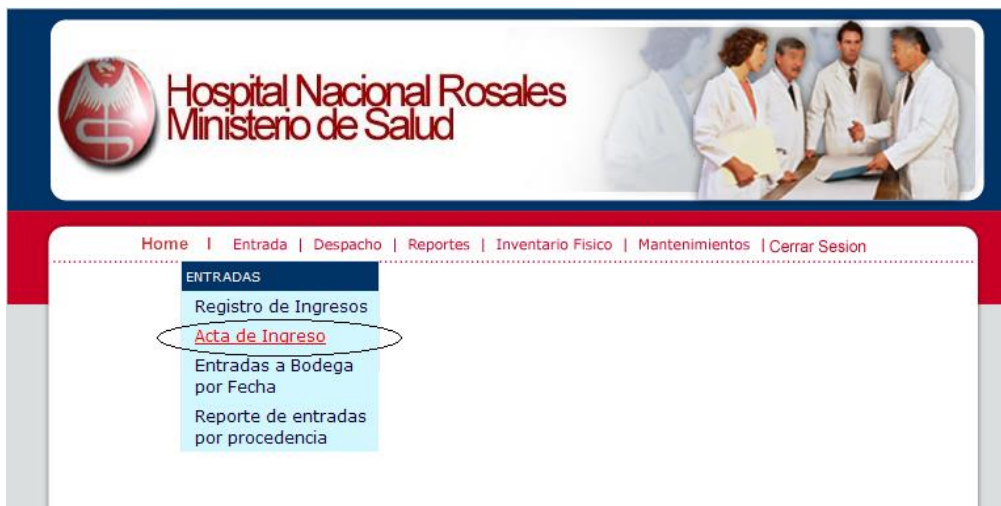 Hospital Nacional Rosales
Ministerio de Salud
Home | Entrada | Despacho | Reportes | Inventario Fisico | Mantenimientos | Cerrar Sesion
ENTRADAS
Registro de Ingresos
Acta de Ingreso
Entradas a Bodega
por Fecha
Reporte de entradas
por procedencia